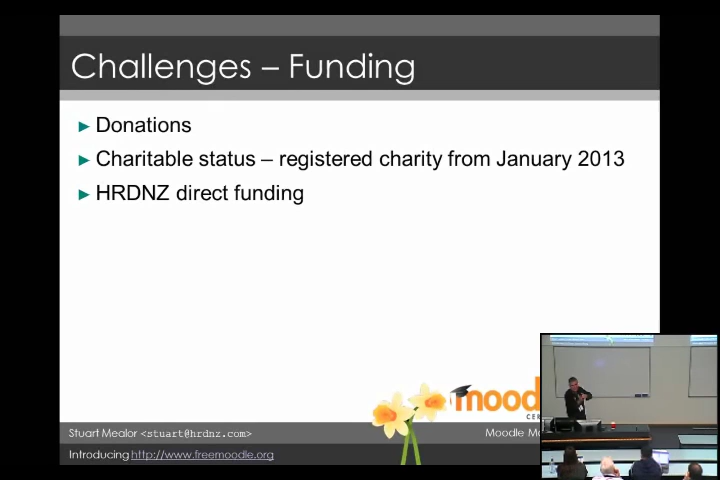 Challenges – Funding
► Donations
► Charitable status – registered charity from January 2013
► HRDNZ direct funding
Stuart Mealor <stuart@hrdnz.com>
Moodle
Introducing http://www.freemoodle.org